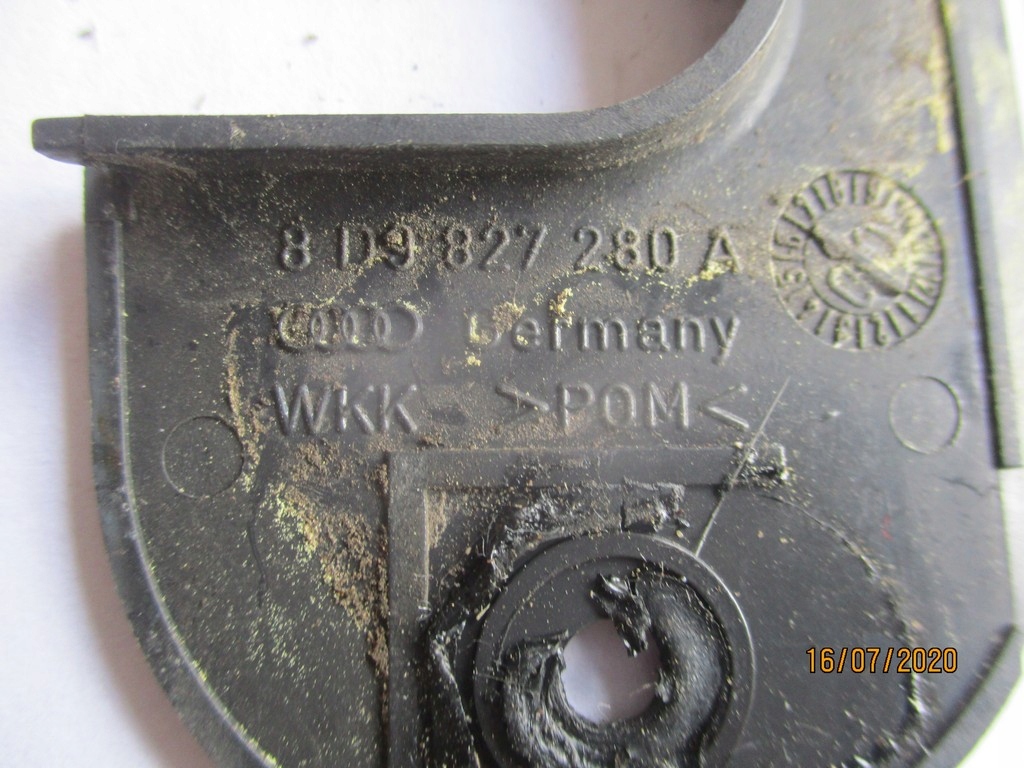 8 D9 827 280 A
Germany
WKK >POM<
16/07/2020